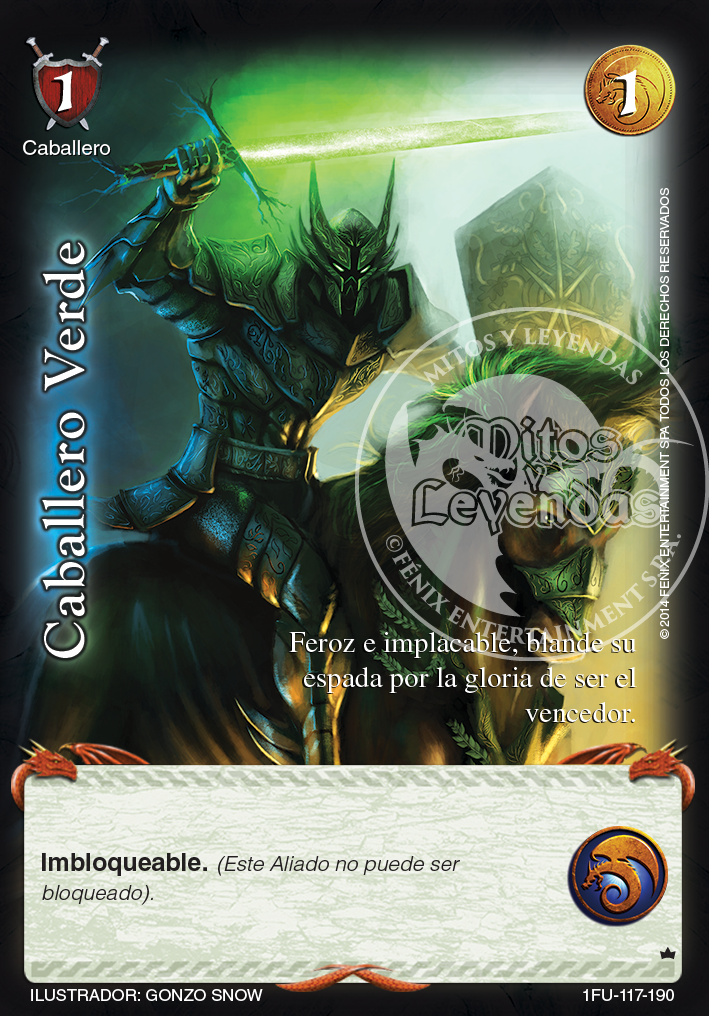 1
1
Caballero
Caballero Verde
© 2014 FENIX ENTERTAINMENT SPA TODOS LOS DERECHOS RESERVADOS
MITOS Y LEYENDAS
Mitos
y
Leyendas
© FÉNIX ENTERTAINMENT S.P.A.
Feroz e implacable, blande su
espada por la gloria de ser el
vencedor.
Imbloqueable. (Este Aliado no puede ser
bloqueado).
ILUSTRADOR: GONZO SNOW
1FU-117-190